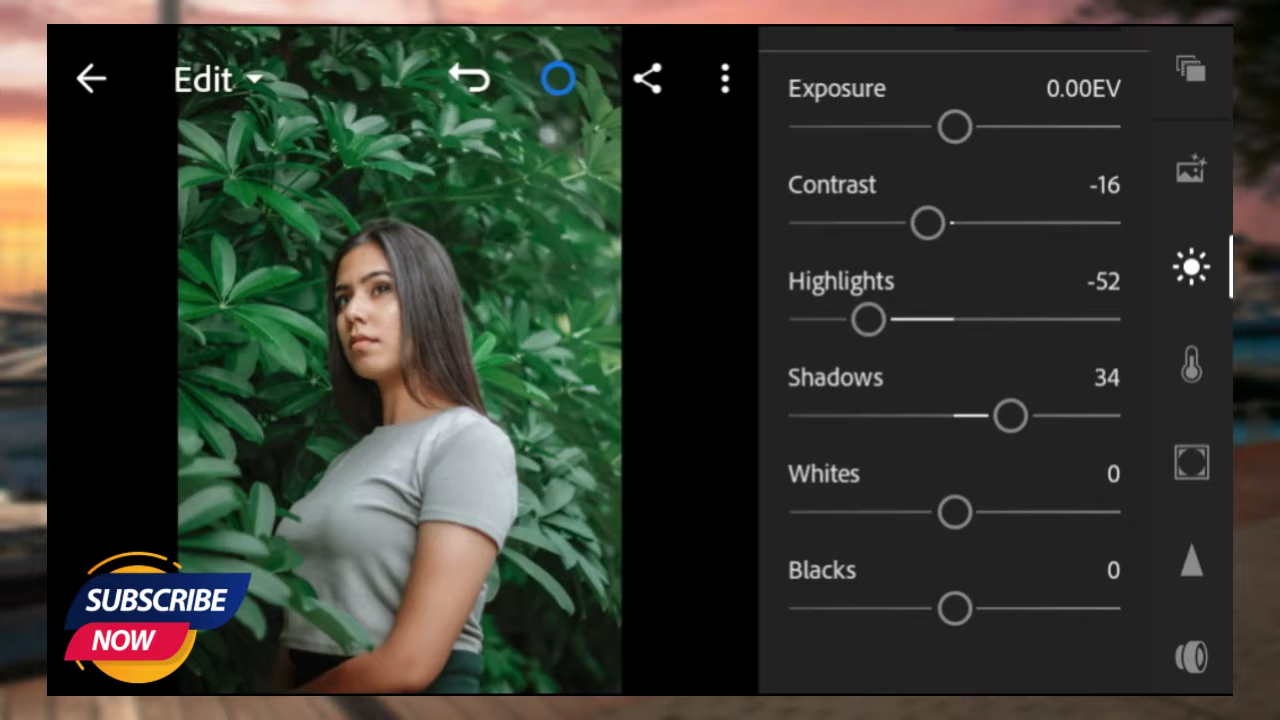 Edit
Exposure 0.00EV
Contrast -16
Highlights -52
Shadows 34
Whites 0
Blacks 0
SUBSCRIBE
NOW